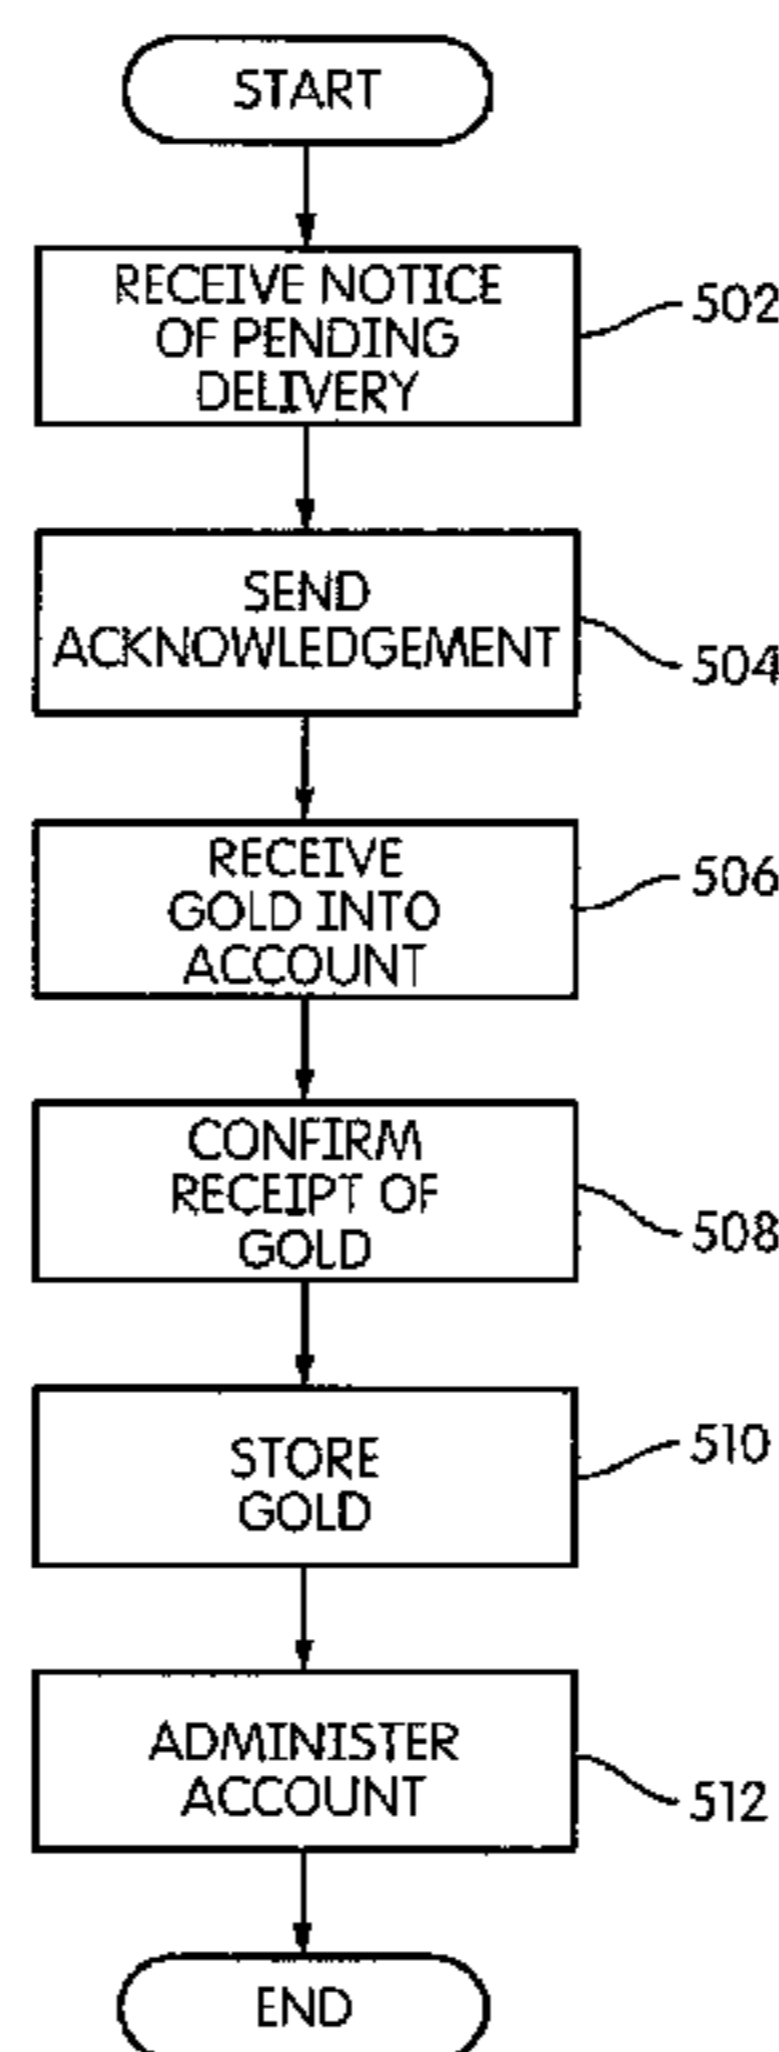 START
RECEIVE NOTICE
OF PENDING
DELIVERY
502
SEND
ACKNOWLEDGEMENT
504
RECEIVE
GOLD INTO
ACCOUNT
506
CONFIRM
RECEIPT OF
GOLD
508
STORE
GOLD
510
ADMINISTER
ACCOUNT
512
END